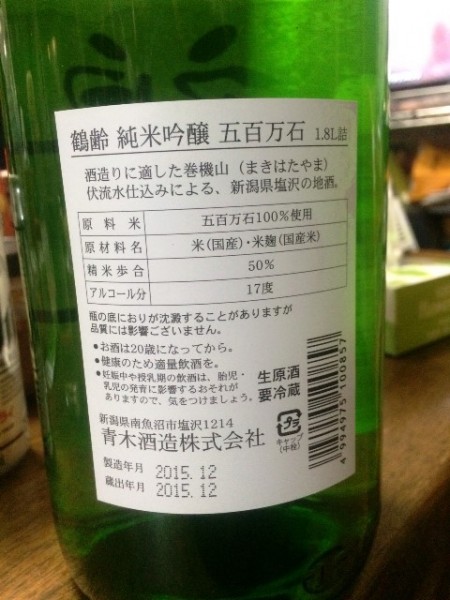 鶴齢 純米吟醸 五百万石 1.8L詰
酒造りに適した巻機山（まきはたやま）
伏流水仕込みによる、新潟県塩沢の地酒。
原料米 五百万石100％使用
原材料名 米（国産）・米麹（国産米）
精米歩合 50％
アルコール分 17度
瓶の底におりが沈澱することがありますが
品質には影響ございません。
●お酒は20歳になってから。
●健康のため適量飲酒を。
●妊娠中や授乳期の飲酒は、胎児・
乳児の発育に影響するおそれが
ありますので、気をつけましょう。
生原酒
要冷蔵
新潟県南魚沼市塩沢1214
青木酒造株式会社
プラ
キャップ
（中栓）
製造年月 2015.12
蔵出年月 2015.12
4 994975 100857